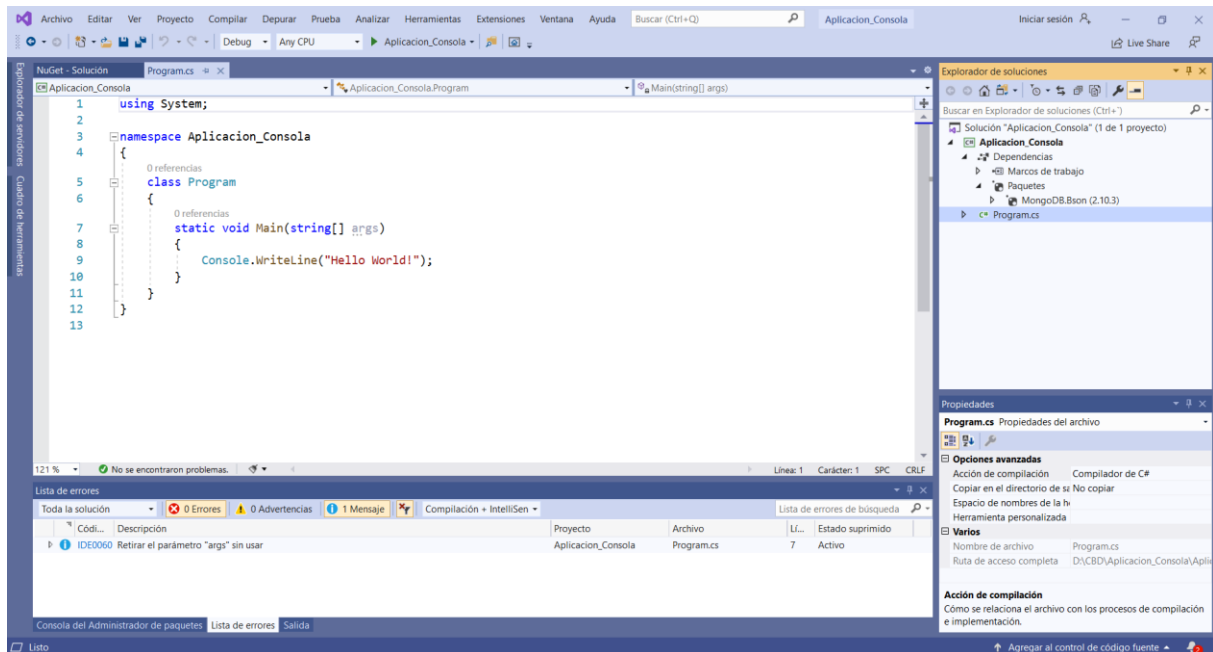 Archivo Editar Ver Proyecto Compilar Depurar Prueba Analizar Herramientas Extensiones Ventana Ayuda Buscar (Ctrl+Q) Aplicacion_Consola Iniciar sesión
Debug Any CPU Aplicacion_Consola Live Share
Explorador de servidores
Cuadro de herramientas
NuGet - Solución Program.cs
Aplicacion_Consola Aplicacion_Consola.Program Main(string[] args)
1 using System;
2
3 namespace Aplicacion_Consola
4 {
0 referencias
5 class Program
6 {
0 referencias
7 static void Main(string[] args)
8 {
9 Console.WriteLine("Hello World!");
10 }
11 }
12 }
13
121 % No se encontraron problemas. Línea: 1 Carácter: 1 SPC CRLF
Lista de errores
Toda la solución 0 Errores 0 Advertencias 1 Mensaje Compilación + IntelliSen Lista de errores de búsqueda
Códi... Descripción Proyecto Archivo Lí... Estado suprimido
IDE0060 Retirar el parámetro "args" sin usar Aplicacion_Consola Program.cs 7 Activo
Consola del Administrador de paquetes Lista de errores Salida
Explorador de soluciones
Buscar en Explorador de soluciones (Ctrl+¨)
Solución "Aplicacion_Consola" (1 de 1 proyecto)
Aplicacion_Consola
Dependencias
Marcos de trabajo
Paquetes
MongoDB.Bson (2.10.3)
C# Program.cs
Propiedades
Program.cs Propiedades del archivo
Opciones avanzadas
Acción de compilación Compilador de C#
Copiar en el directorio de sa No copiar
Espacio de nombres de la he
Herramienta personalizada
Varios
Nombre de archivo Program.cs
Ruta de acceso completa D:\CBD\Aplicacion_Consola\Aplic
Acción de compilación
Cómo se relaciona el archivo con los procesos de compilación
e implementación.
Listo Agregar al control de código fuente 2